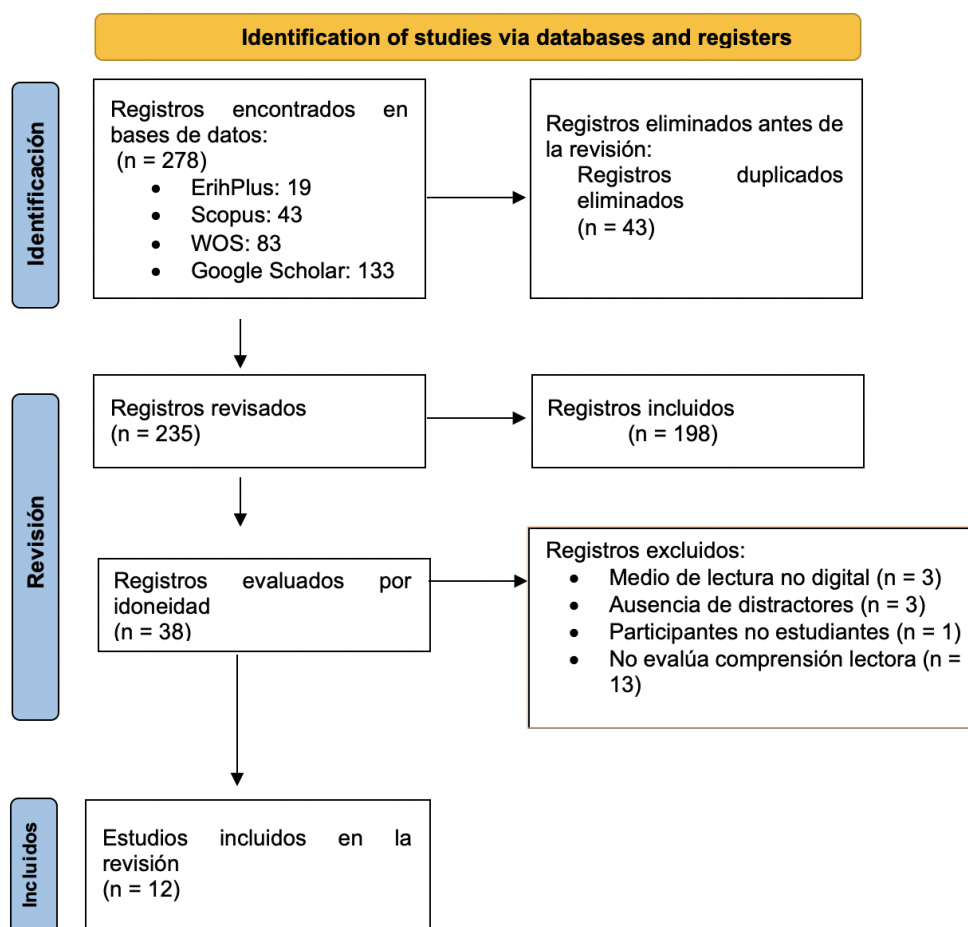 Identification of studies via databases and registers
Identificación
Registros encontrados en
bases de datos:
(n = 278)
• ErihPlus: 19
• Scopus: 43
• WOS: 83
• Google Scholar: 133
Registros eliminados antes de
la revisión:
Registros duplicados
eliminados
(n = 43)
Revisión
Registros revisados
(n = 235)
Registros incluidos
(n = 198)
Registros evaluados por
idoneidad
(n = 38)
Registros excluidos:
• Medio de lectura no digital (n = 3)
• Ausencia de distractores (n = 3)
• Participantes no estudiantes (n = 1)
• No evalúa comprensión lectora (n =
13)
Incluidos
Estudios incluidos en la
revisión
(n = 12)